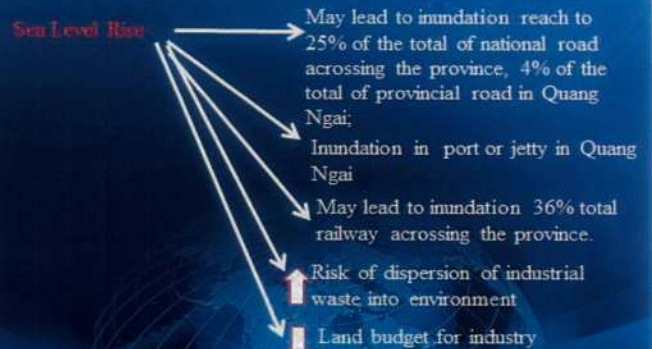 Sea Level Rise
May lead to inundation reach to
25% of the total of national road
acrossing the province, 4% of the
total of provincial road in Quang
Ngai;
Inundation in port or jetty in Quang
Ngai
May lead to inundation 36% total
railway acrossing the province.
Risk of dispersion of industrial
waste into environment
Land budget for industry